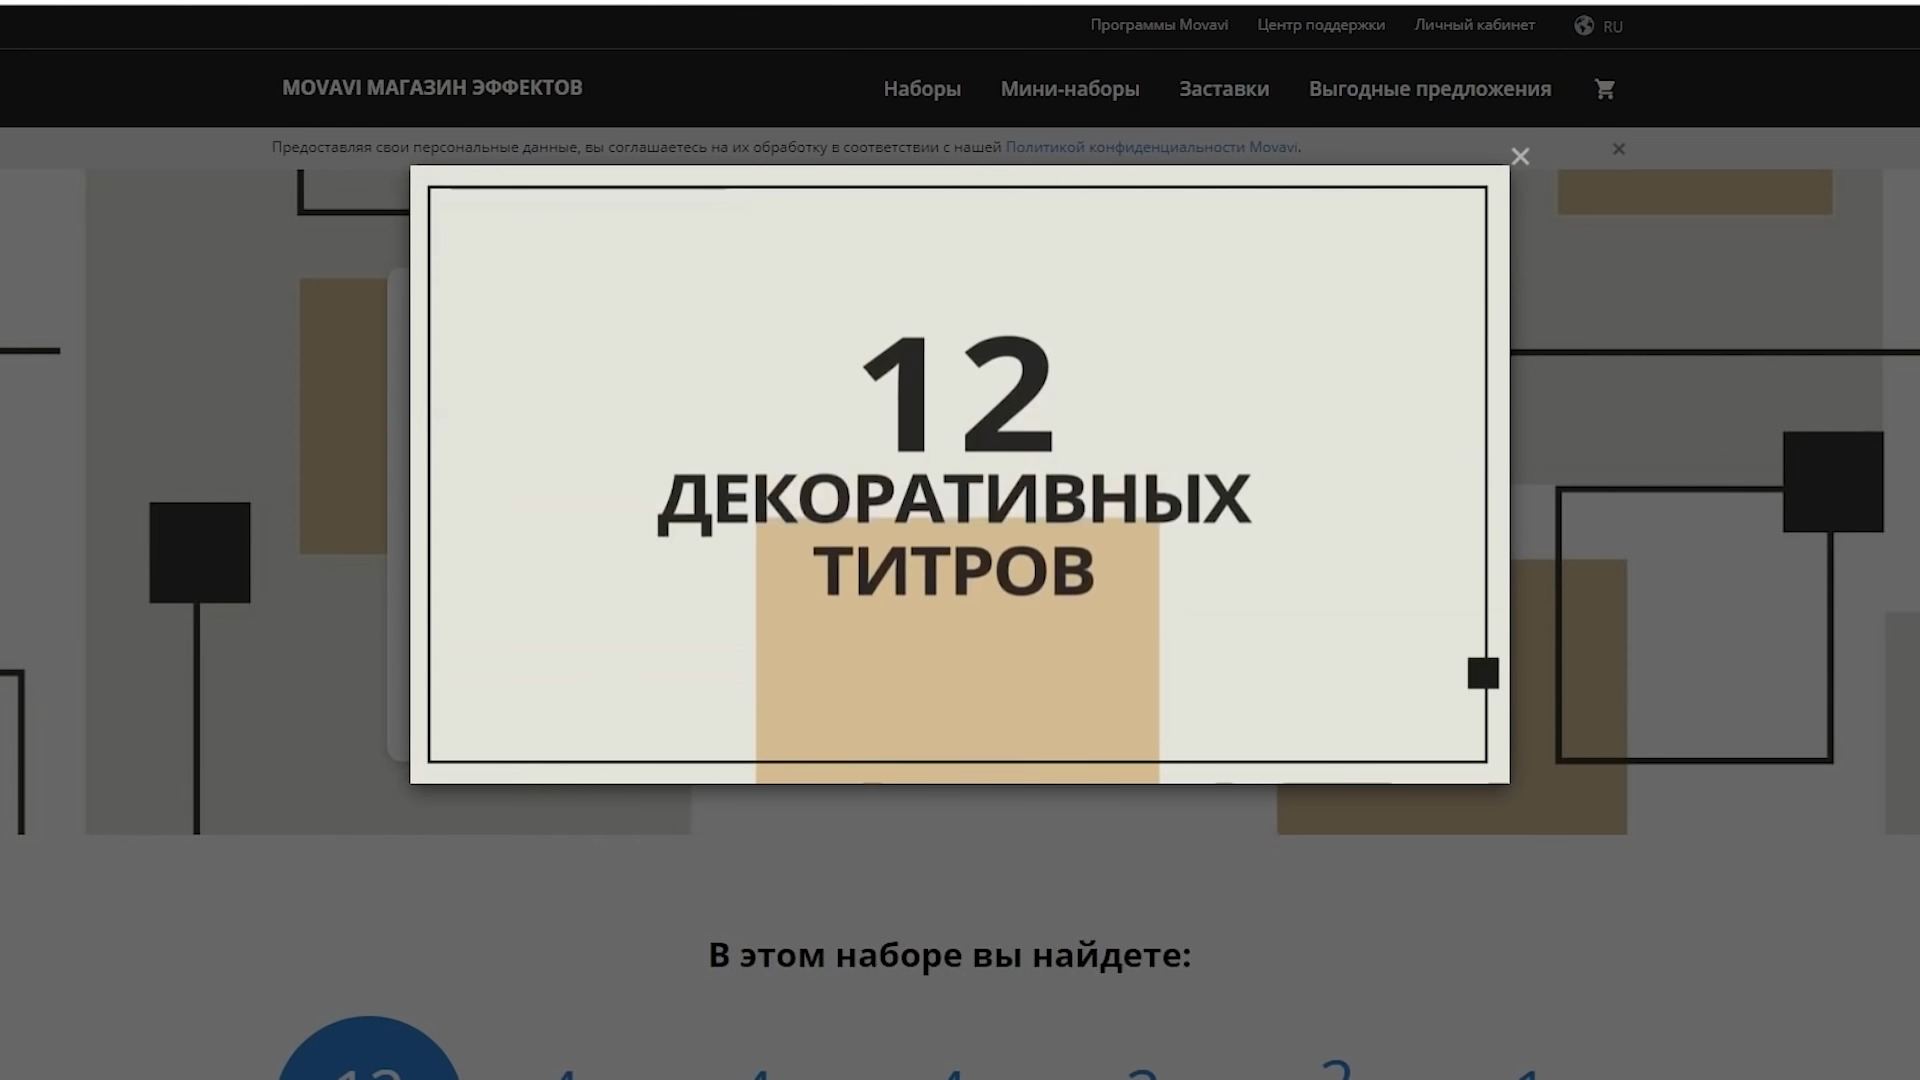 Программы Movavi Центр поддержки Личный кабинет RU
MOVAVI МАГАЗИН ЭФФЕКТОВ Наборы Мини-наборы Заставки Выгодные предложения
Предоставляя свои персональные данные, вы соглашаетесь на их обработку в соответствии с нашей Политикой конфиденциальности Movavi.
12
ДЕКОРАТИВНЫХ
ТИТРОВ
В этом наборе вы найдете: